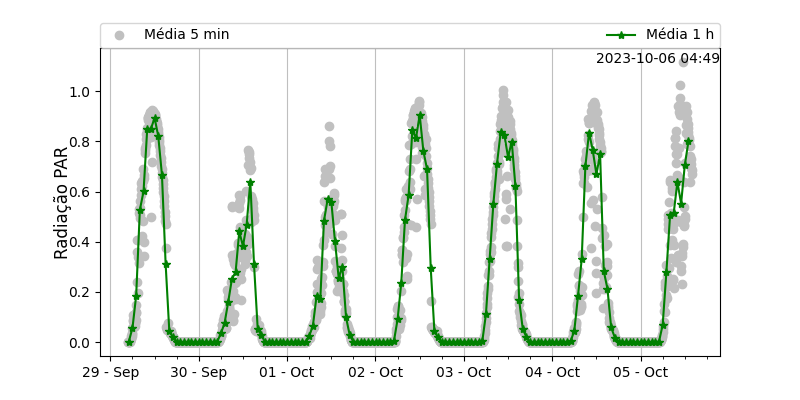 Média 5 min
Média 1 h
2023-10-06 04:49
Radiação PAR
1.0
0.8
0.6
0.4
0.2
0.0
29 - Sep
30 - Sep
01 - Oct
02 - Oct
03 - Oct
04 - Oct
05 - Oct